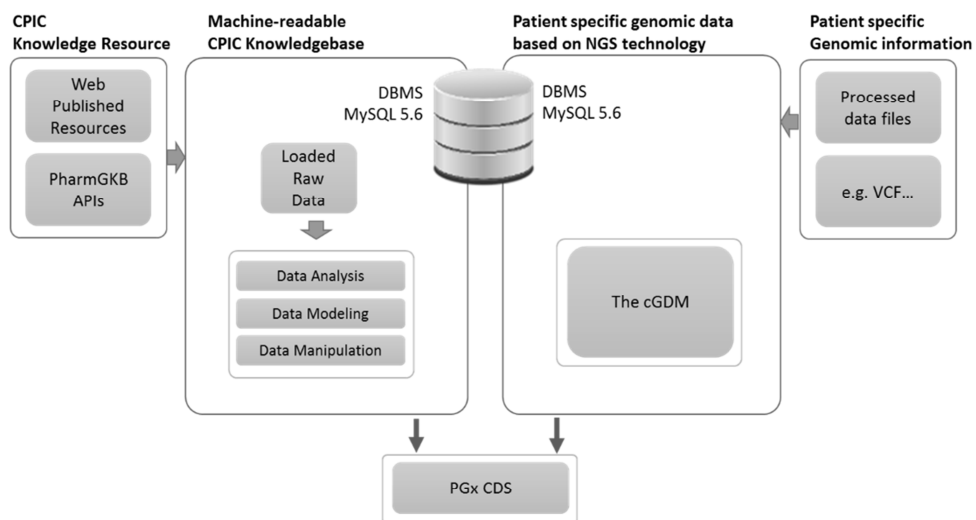 CPIC
Knowledge Resource
Web
Published
Resources
PharmGKB
APIs
Machine-readable
CPIC Knowledgebase
DBMS
MySQL 5.6
Loaded
Raw
Data
Data Analysis
Data Modeling
Data Manipulation
Patient specific genomic data
based on NGS technology
DBMS
MySQL 5.6
The cGDM
Patient specific
Genomic information
Processed
data files
e.g. VCF...
PGx CDS